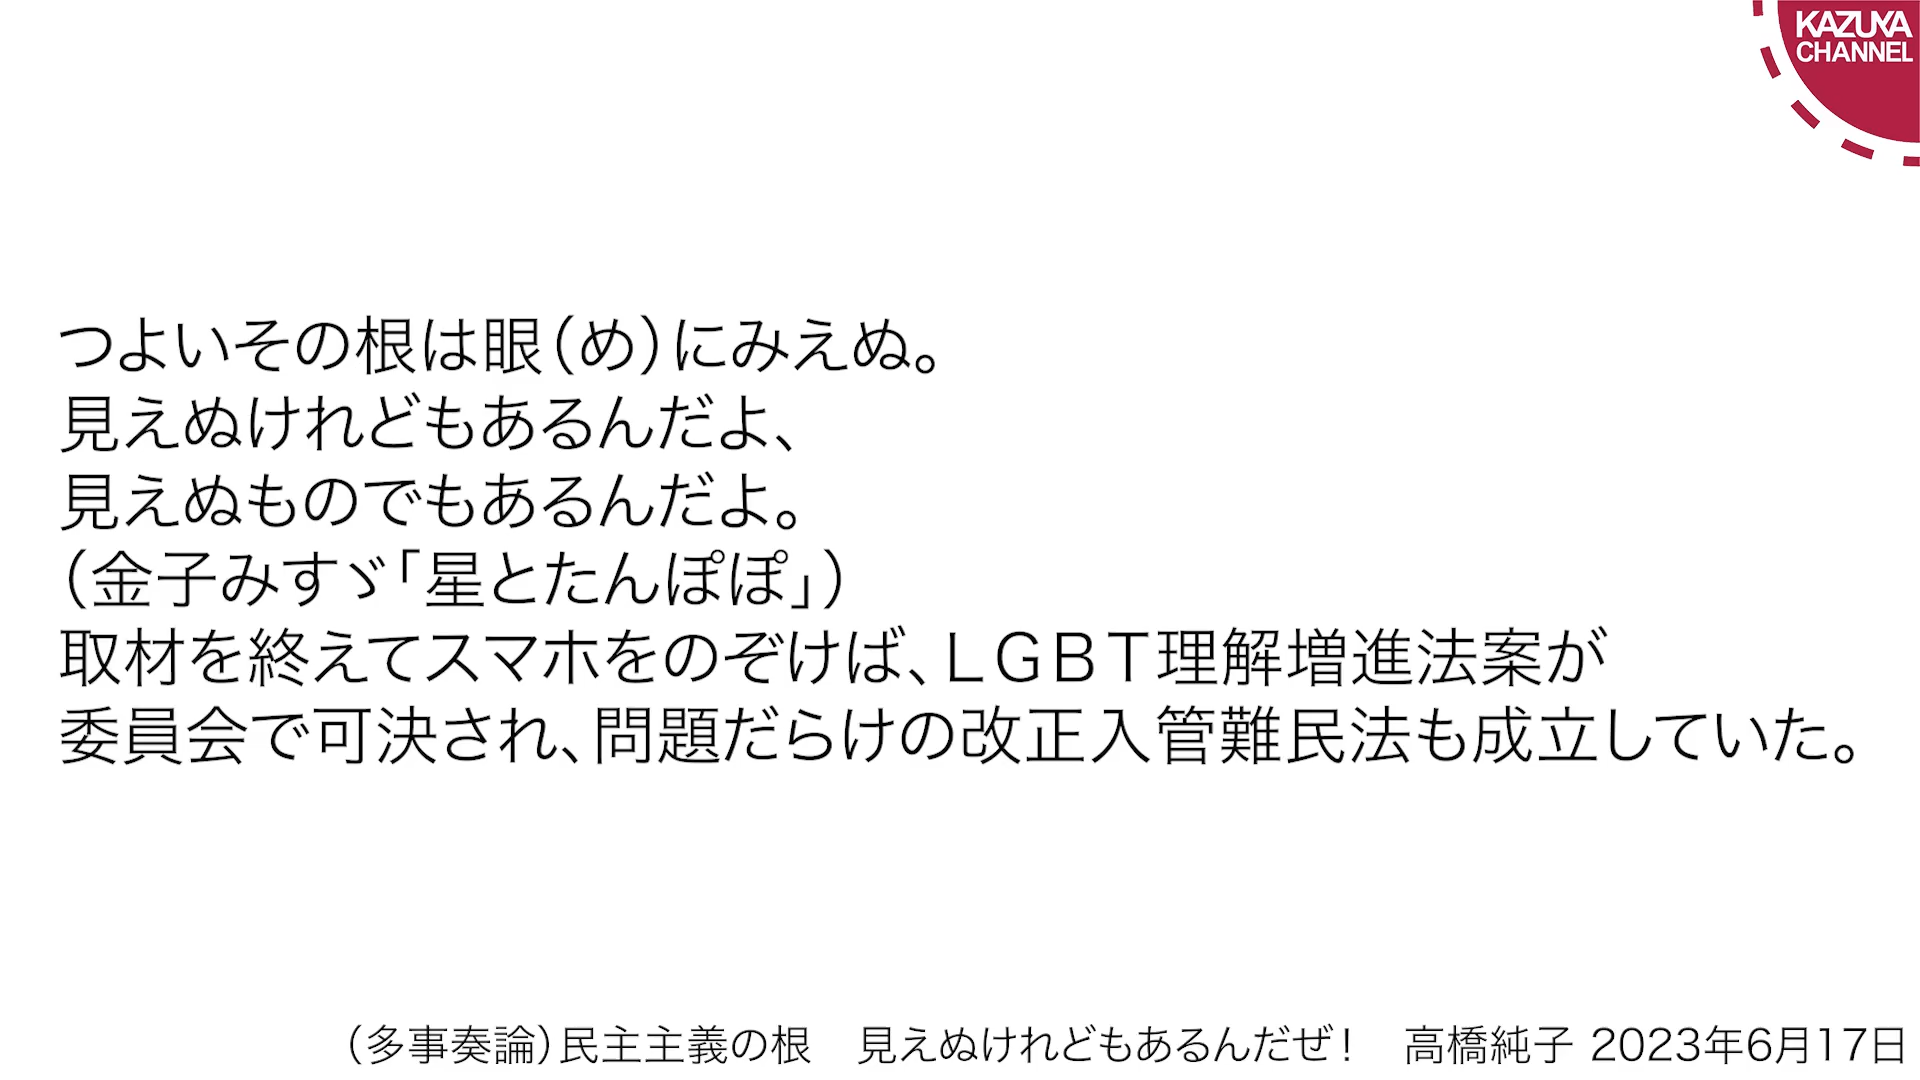 KAZUYA
CHANNEL
つよいその根は眼（め）にみえぬ。
見えぬけれどもあるんだよ、
見えぬものでもあるんだよ。
（金子みすゞ「星とたんぽぽ」）
取材を終えてスマホをのぞけば、ＬＧＢＴ理解増進法案が
委員会で可決され、問題だらけの改正入管難民法も成立していた。
（多事奏論）民主主義の根　見えぬけれどもあるんだぜ！　高橋純子 2023年6月17日